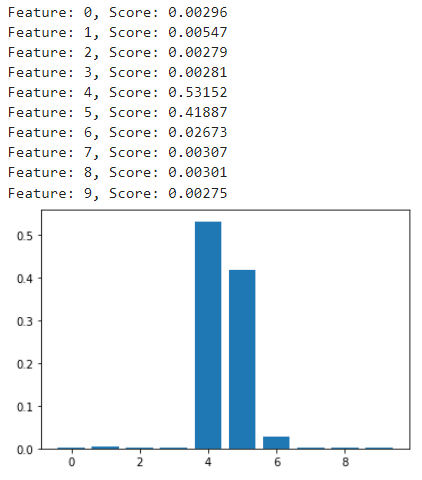 Feature: 0, Score: 0.00296
Feature: 1, Score: 0.00547
Feature: 2, Score: 0.00279
Feature: 3, Score: 0.00281
Feature: 4, Score: 0.53152
Feature: 5, Score: 0.41887
Feature: 6, Score: 0.02673
Feature: 7, Score: 0.00307
Feature: 8, Score: 0.00301
Feature: 9, Score: 0.00275
0.5
0.4
0.3
0.2
0.1
0.0
0 2 4 6 8